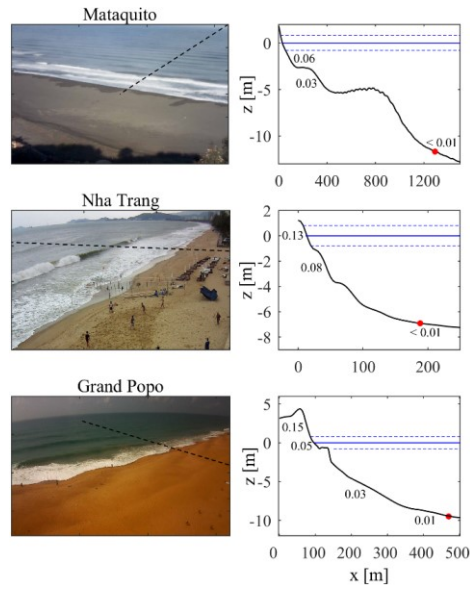 Mataquito
0
-5
-10
z [m]
0.06
0.03
< 0.01
0 400 800 1200
Nha Trang
2
0
-2
-4
-6
-8
z [m]
0.13
0.08
< 0.01
0 100 200
Grand Popo
5
0
-5
-10
z [m]
0.15
0.05
0.03
0.01
0 100 200 300 400 500
x [m]